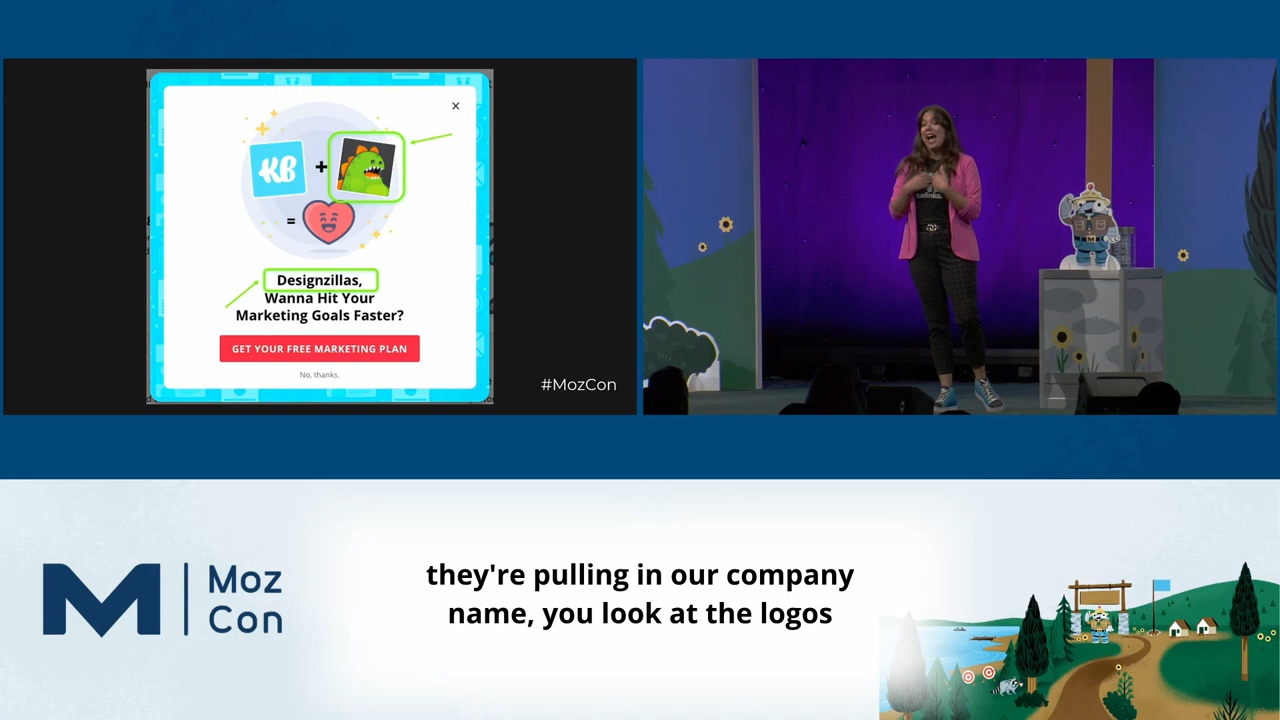 KB
+
=
Designzillas,
Wanna Hit Your
Marketing Goals Faster?
GET YOUR FREE MARKETING PLAN
No, thanks.
#MozCon
Moz
Con
they're pulling in our company
name, you look at the logos